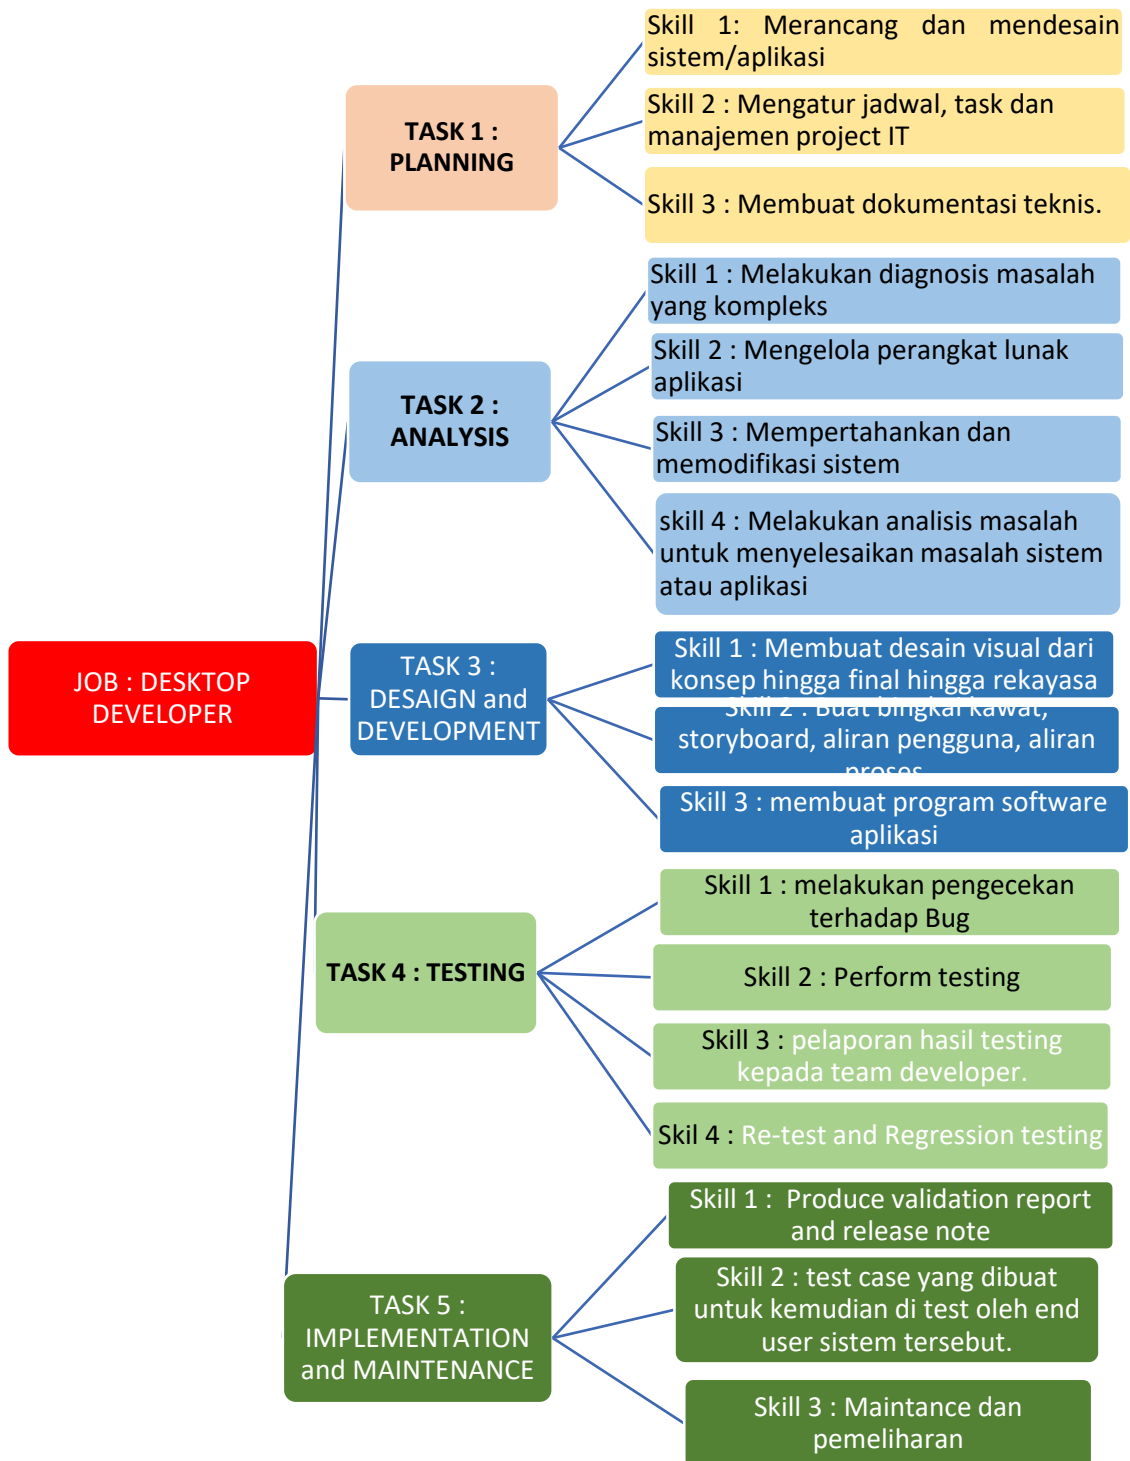 Skill 1: Merancang dan mendesain
sistem/aplikasi
TASK 1 :
PLANNING
Skill 2 : Mengatur jadwal, task dan
manajemen project IT
Skill 3 : Membuat dokumentasi teknis.
Skill 1 : Melakukan diagnosis masalah
yang kompleks
Skill 2 : Mengelola perangkat lunak
aplikasi
TASK 2 :
ANALYSIS
Skill 3 : Mempertahankan dan
memodifikasi sistem
skill 4 : Melakukan analisis masalah
untuk menyelesaikan masalah sistem
atau aplikasi
JOB : DESKTOP
DEVELOPER
TASK 3 :
DESAIGN and
DEVELOPMENT
Skill 1 : Membuat desain visual dari
konsep hingga final hingga rekayasa
Skill 2 : Buat bingkai kawat,
storyboard, aliran pengguna, aliran
proses
Skill 3 : membuat program software
aplikasi
TASK 4 : TESTING
Skill 1 : melakukan pengecekan
terhadap Bug
Skill 2 : Perform testing
Skill 3 : pelaporan hasil testing
kepada team developer.
Skil 4 : Re-test and Regression testing
TASK 5 :
IMPLEMENTATION
and MAINTENANCE
Skill 1 : Produce validation report
and release note
Skill 2 : test case yang dibuat
untuk kemudian di test oleh end
user sistem tersebut.
Skill 3 : Maintance dan
pemeliharan